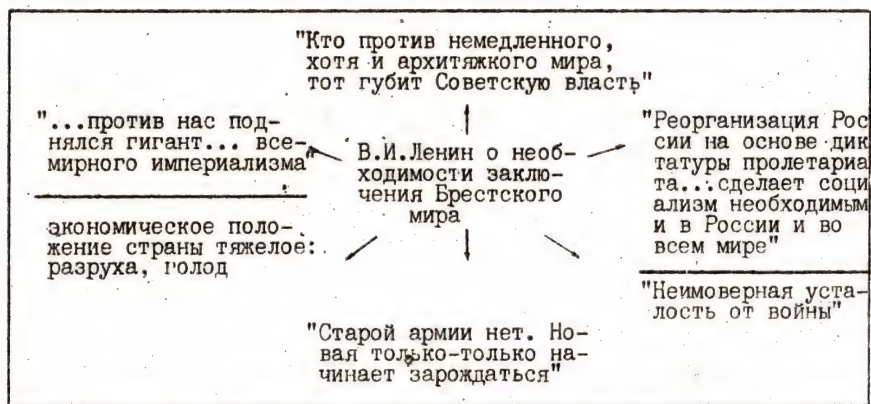 "Кто против немедленного,
хотя и архитяжкого мира,
тот губит Советскую власть"
"...против нас под-
нялся гигант... все-
мирного империализма"
В.И.Ленин о необ-
ходимости заклю-
чения Брестского
мира
"Реорганизация Рос
сии на основе дик
татуры пролетариа
та...сделает соци
ализм необходимым
и в России и во
всем мире"
экономическое поло-
жение страны тяжелое:
разруха, голод
"Неимоверная уста-
лость от войны"
"Старой армии нет. Но-
вая только-только на-
чинает зарождаться"